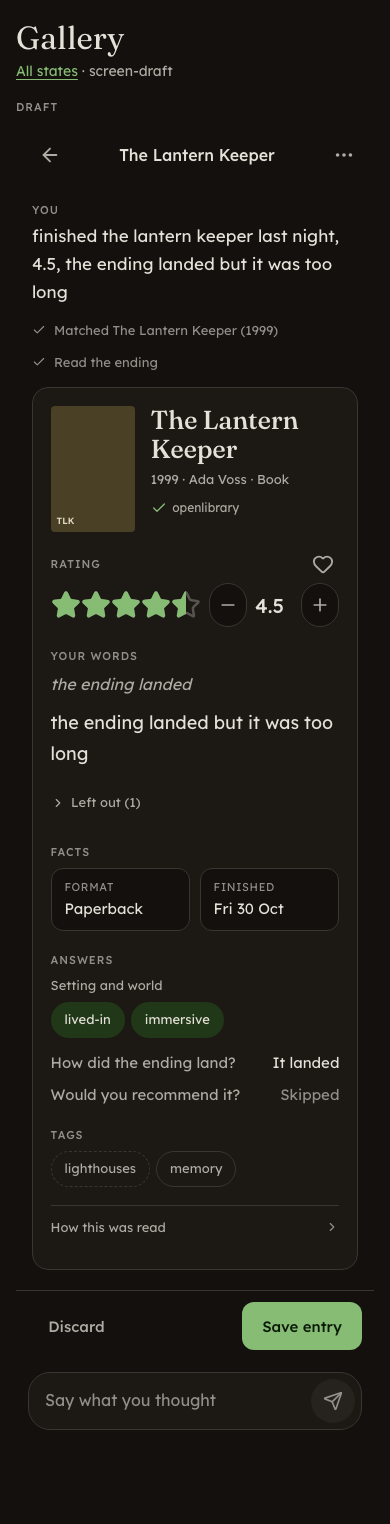 Gallery
All states · screen-draft
DRAFT
The Lantern Keeper
YOU
finished the lantern keeper last night,
4.5, the ending landed but it was too
long
Matched The Lantern Keeper (1999)
Read the ending
TLK
The Lantern
Keeper
1999 · Ada Voss · Book
openlibrary
RATING
4.5
YOUR WORDS
the ending landed
the ending landed but it was too
long
Left out (1)
FACTS
FORMAT
Paperback
FINISHED
Fri 30 Oct
ANSWERS
Setting and world
lived-in
immersive
How did the ending land? It landed
Would you recommend it? Skipped
TAGS
lighthouses
memory
How this was read
Discard
Save entry
Say what you thought